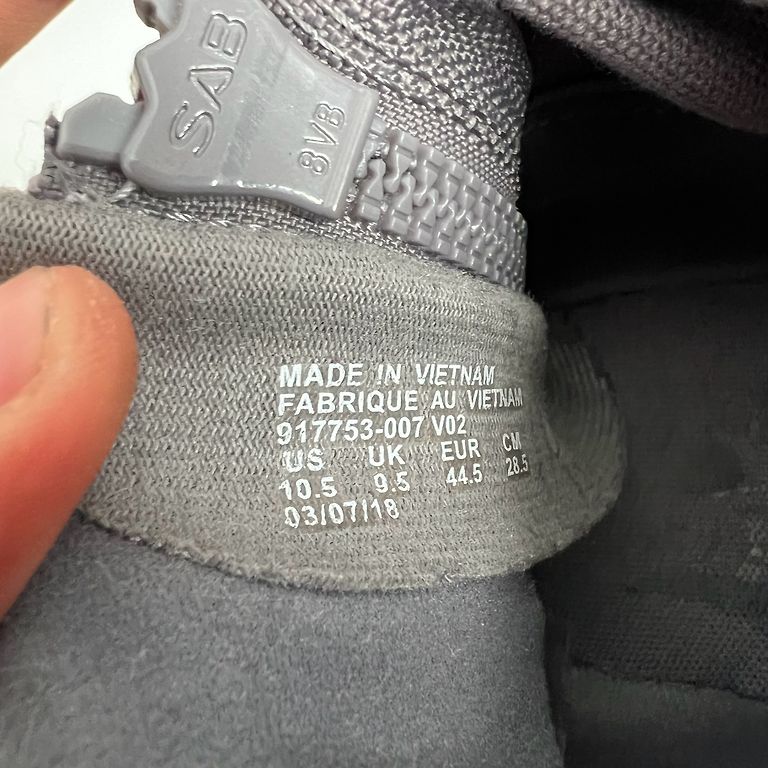 SAB
8VB
MADE IN VIETNAM
FABRIQUE AU VIETNAM
917753-007 V02
US UK EUR CM
10.5 9.5 44.5 28.5
03/07/18